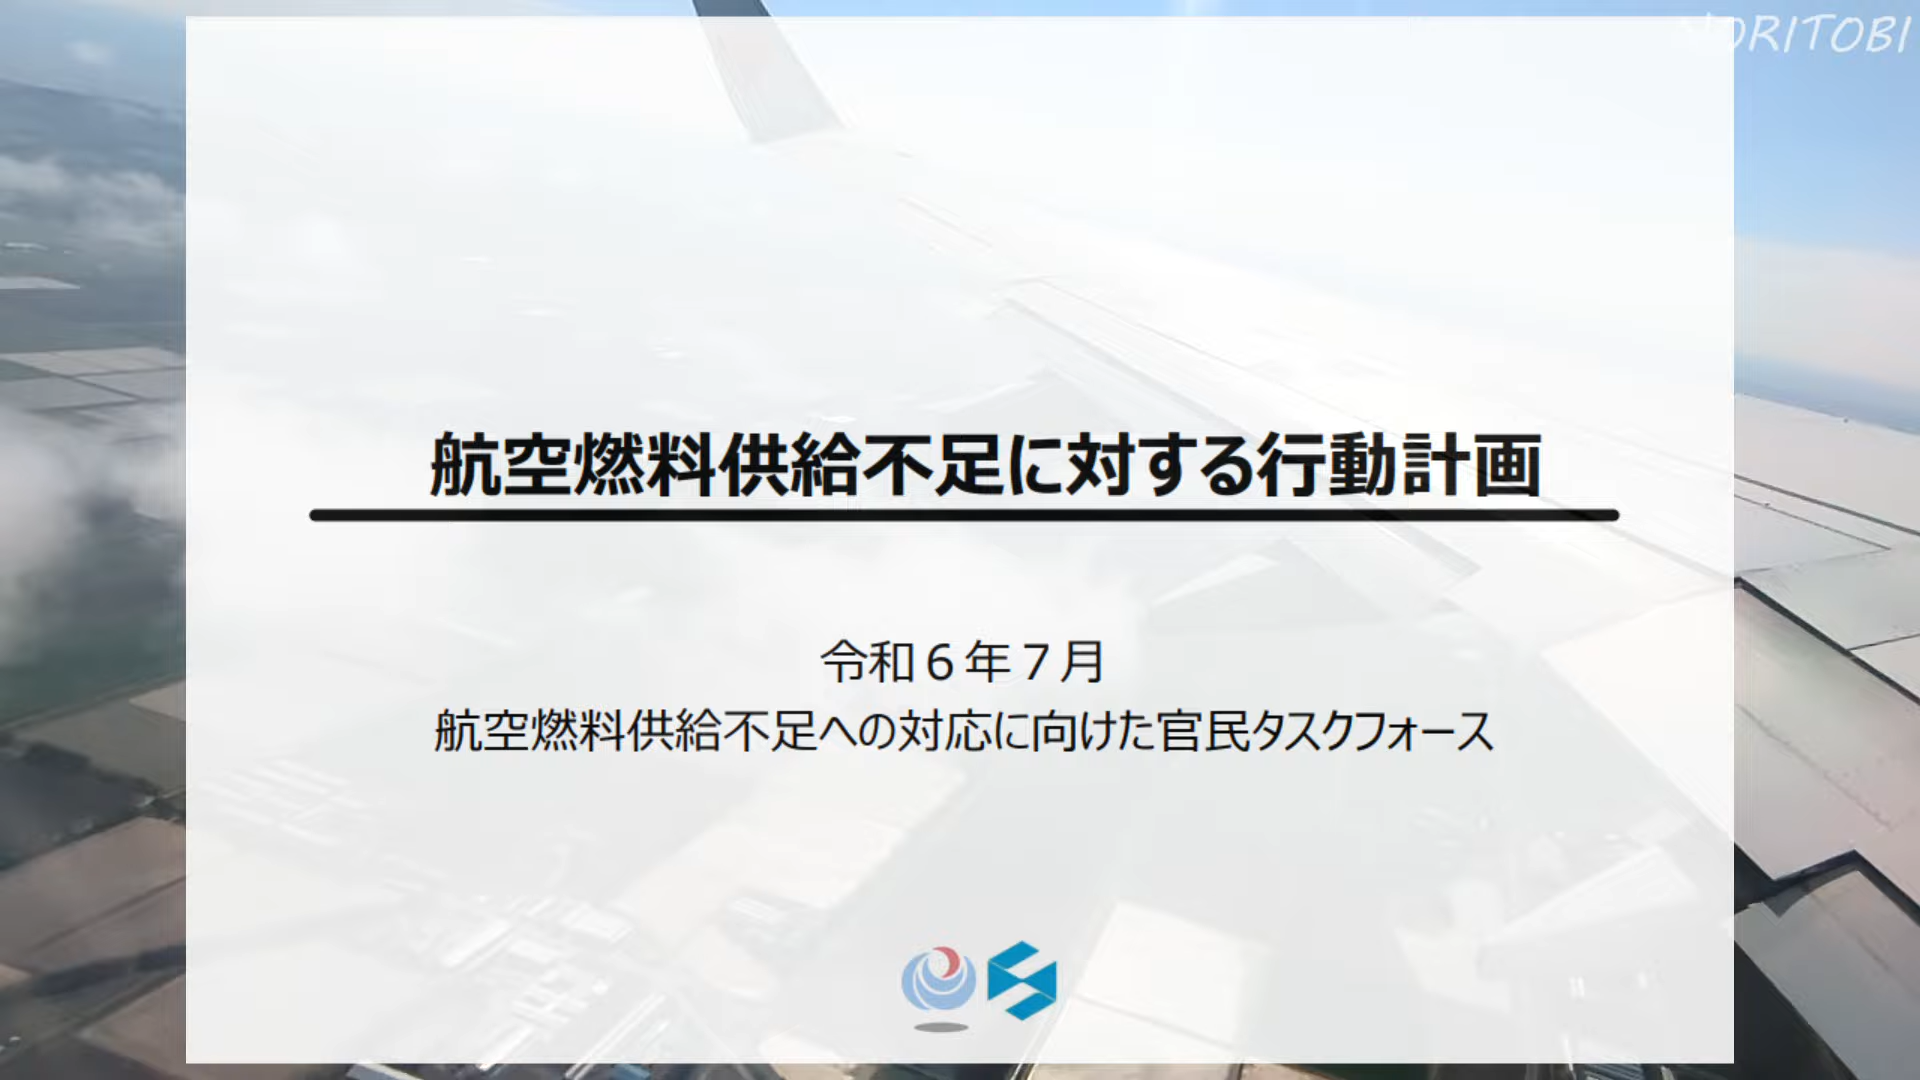 NORITOBI
航空燃料供給不足に対する行動計画
令和６年７月
航空燃料供給不足への対応に向けた官民タスクフォース